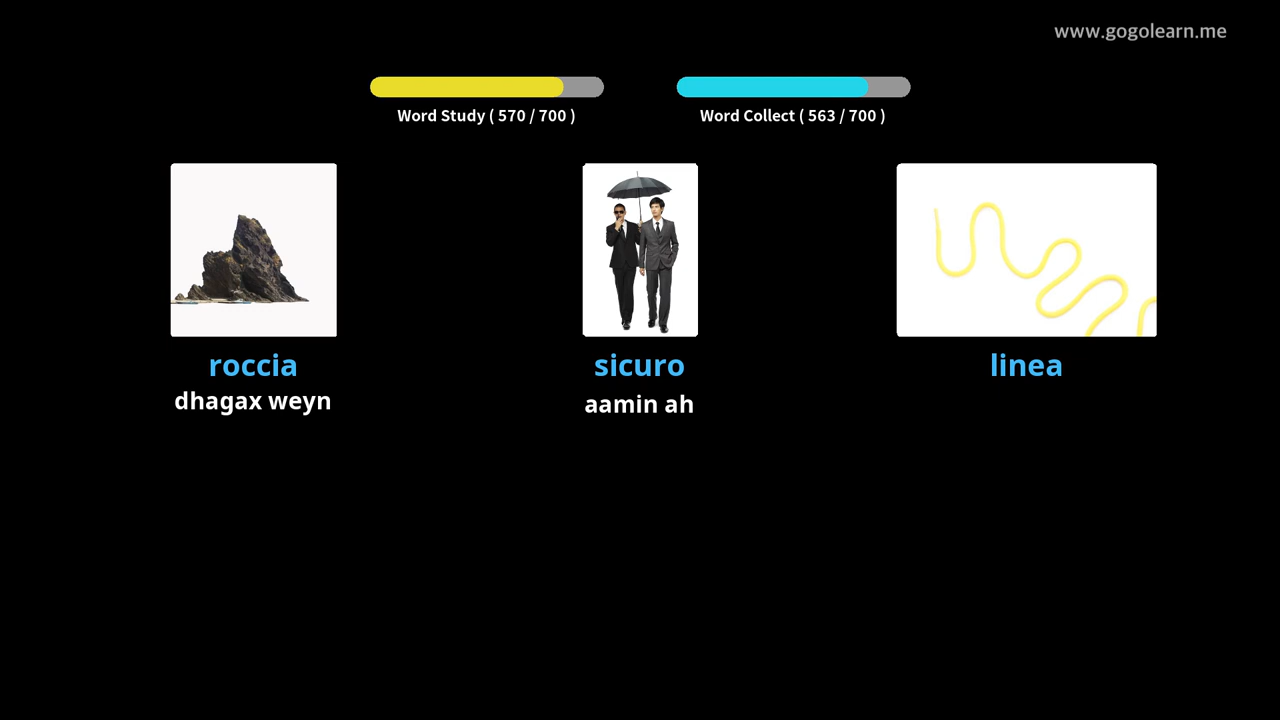 www.gogolearn.me
Word Study ( 570 / 700 )
Word Collect ( 563 / 700 )
roccia
dhagax weyn
sicuro
aamin ah
linea